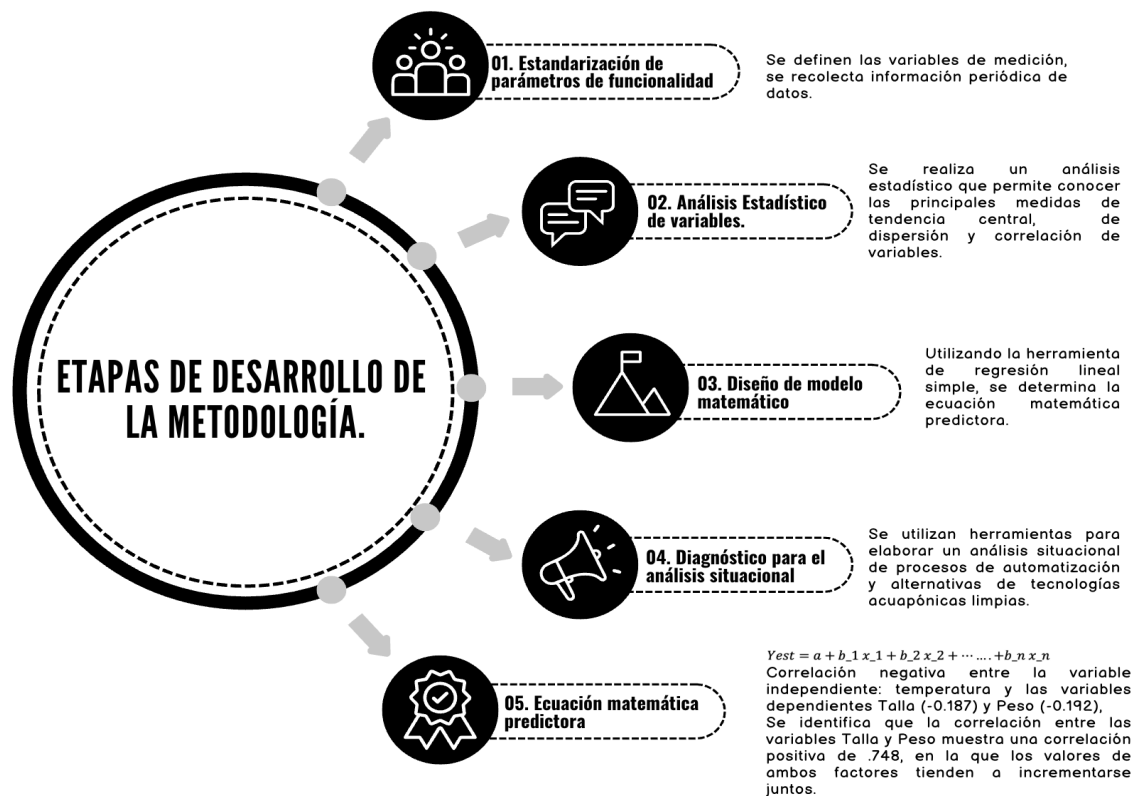 ETAPAS DE DESARROLLO DE
LA METODOLOGÍA.
01. Estandarización de
parámetros de funcionalidad
Se definen las variables de medición,
se recolecta información periódica de
datos.
02. Análisis Estadístico
de variables.
Se realiza un análisis
estadístico que permite conocer
las principales medidas de
tendencia central, de
dispersión y correlación de
variables.
03. Diseño de modelo
matemático
Utilizando la herramienta
de regresión lineal
simple, se determina la
ecuación matemática
predictora.
04. Diagnóstico para el
análisis situacional
Se utilizan herramientas para
elaborar un análisis situacional
de procesos de automatización
y alternativas de tecnologías
acuapónicas limpias.
05. Ecuación matemática
predictora
Yest = a + b_1 x_1 + b_2 x_2 + ⋯ …. +b_n x_n
Correlación negativa entre la variable
independiente: temperatura y las variables
dependientes Talla (-0.187) y Peso (-0.192),
Se identifica que la correlación entre las
variables Talla y Peso muestra una correlación
positiva de .748, en la que los valores de
ambos factores tienden a incrementarse
juntos.